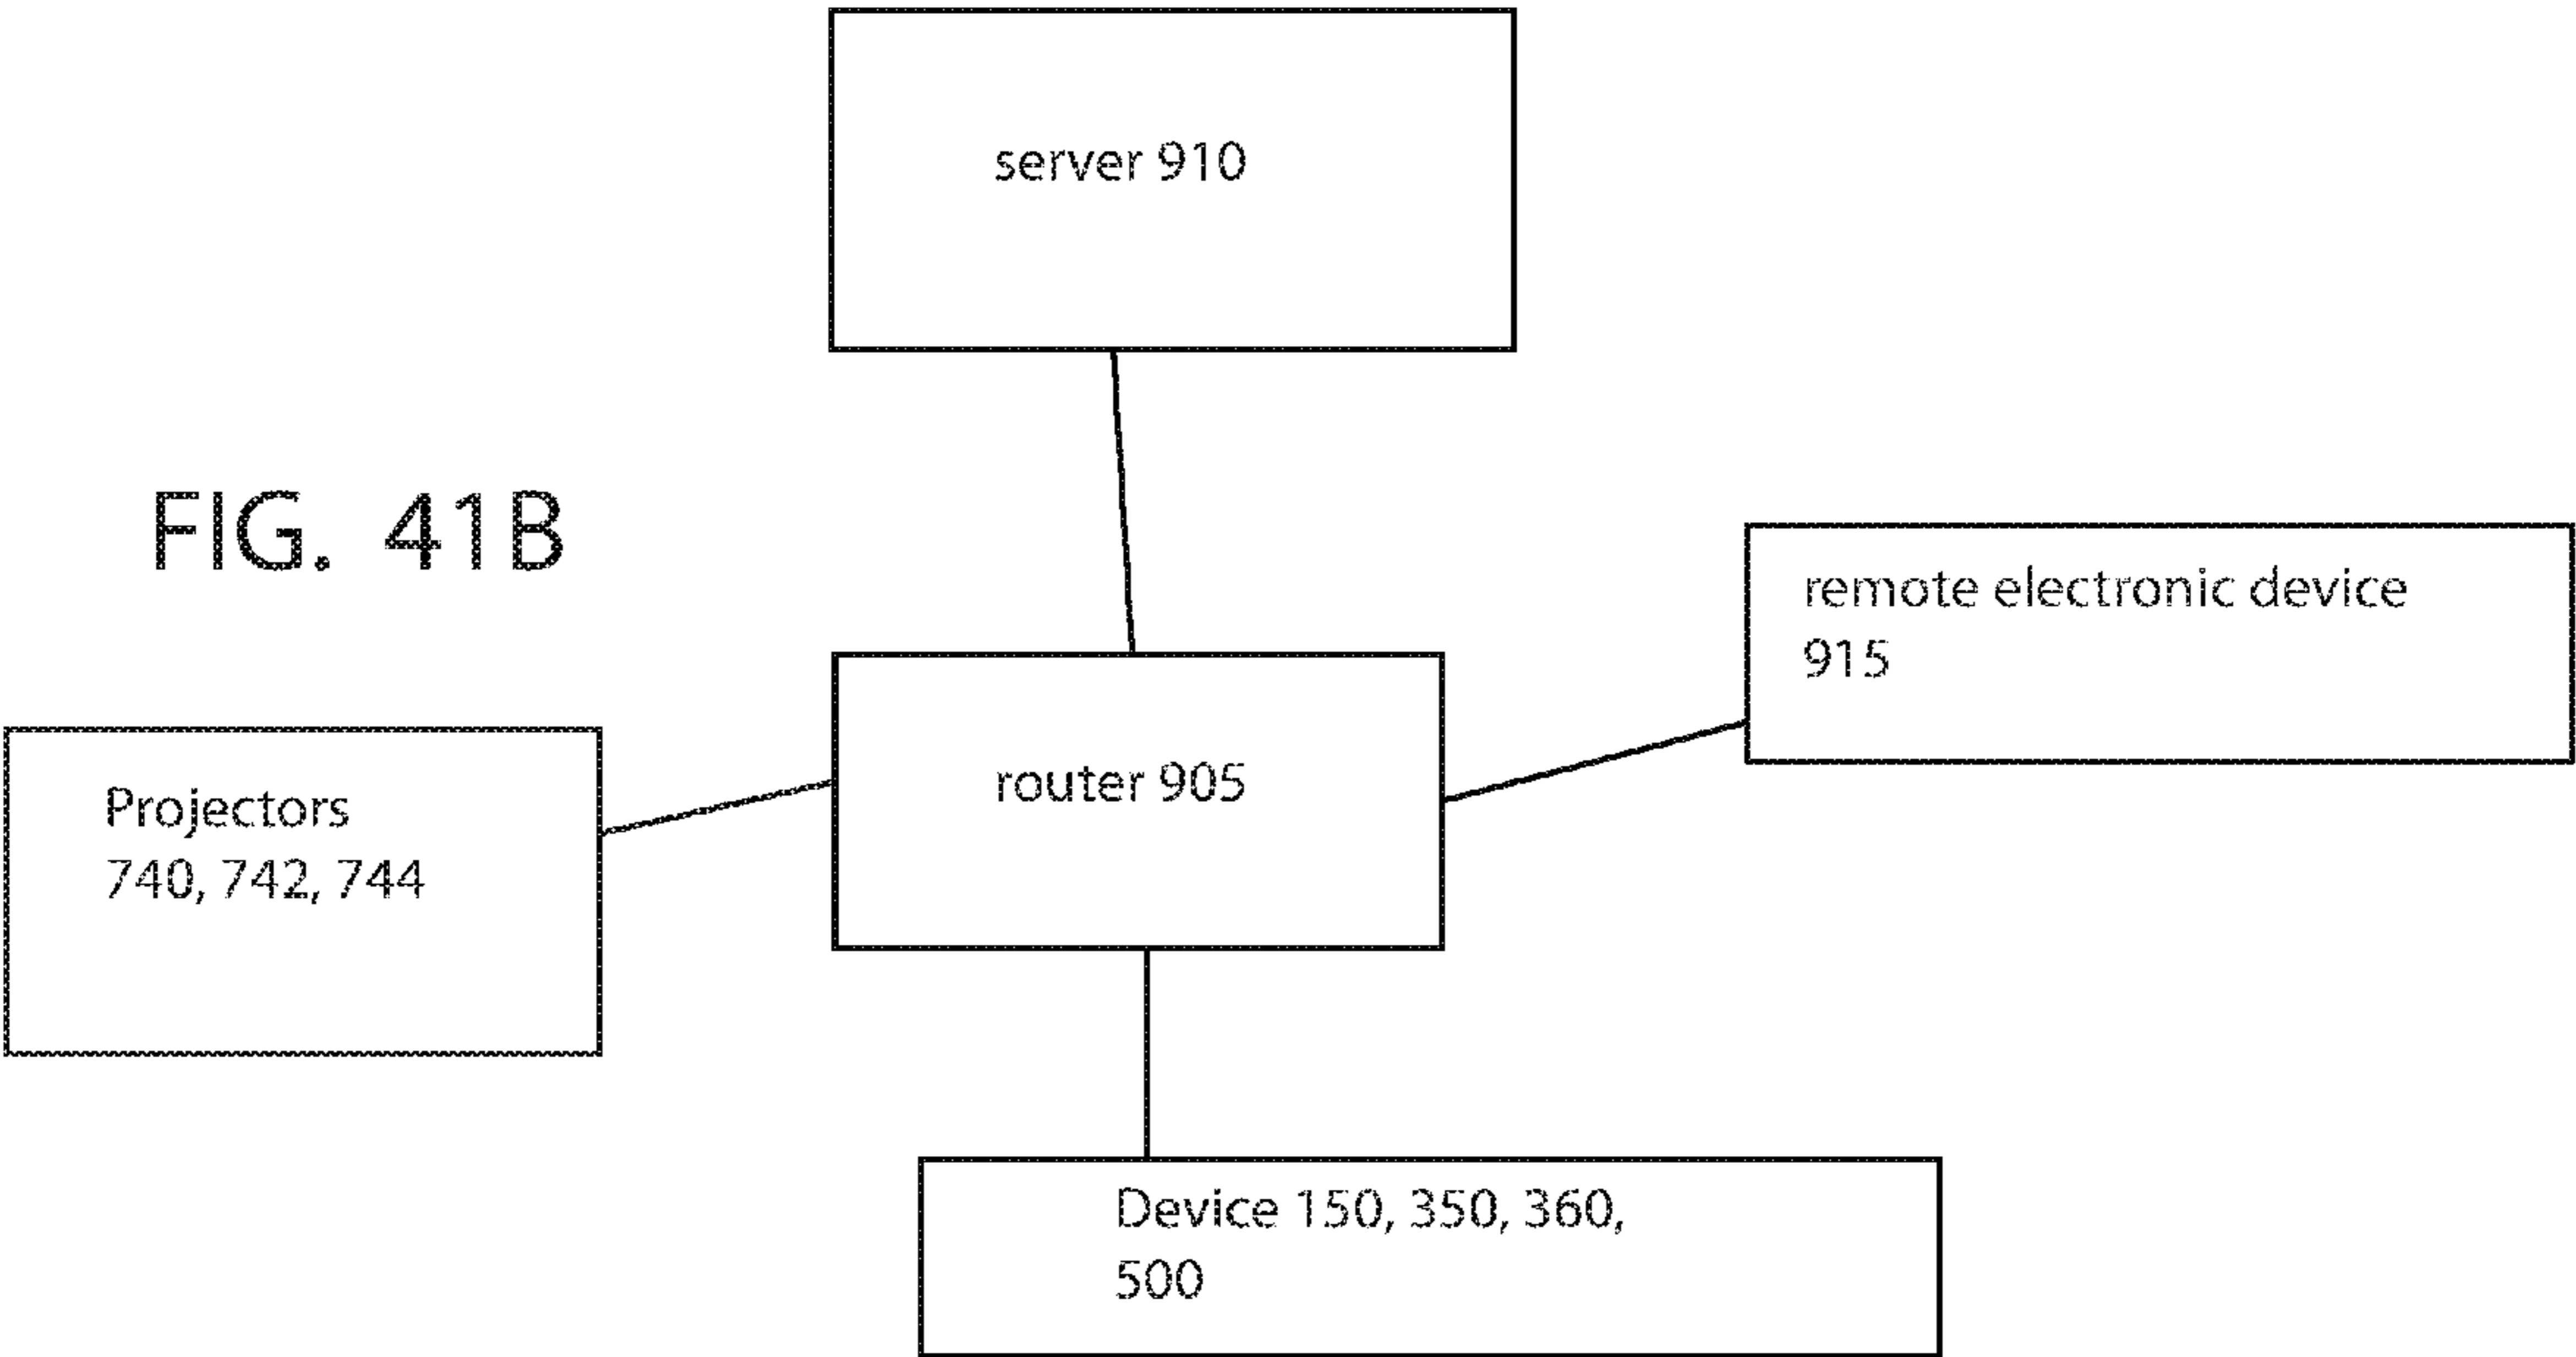 server 910
FIG. 41B
remote electronic device
915
router 905
Projectors
740, 742, 744
Device 150, 350, 360,
500